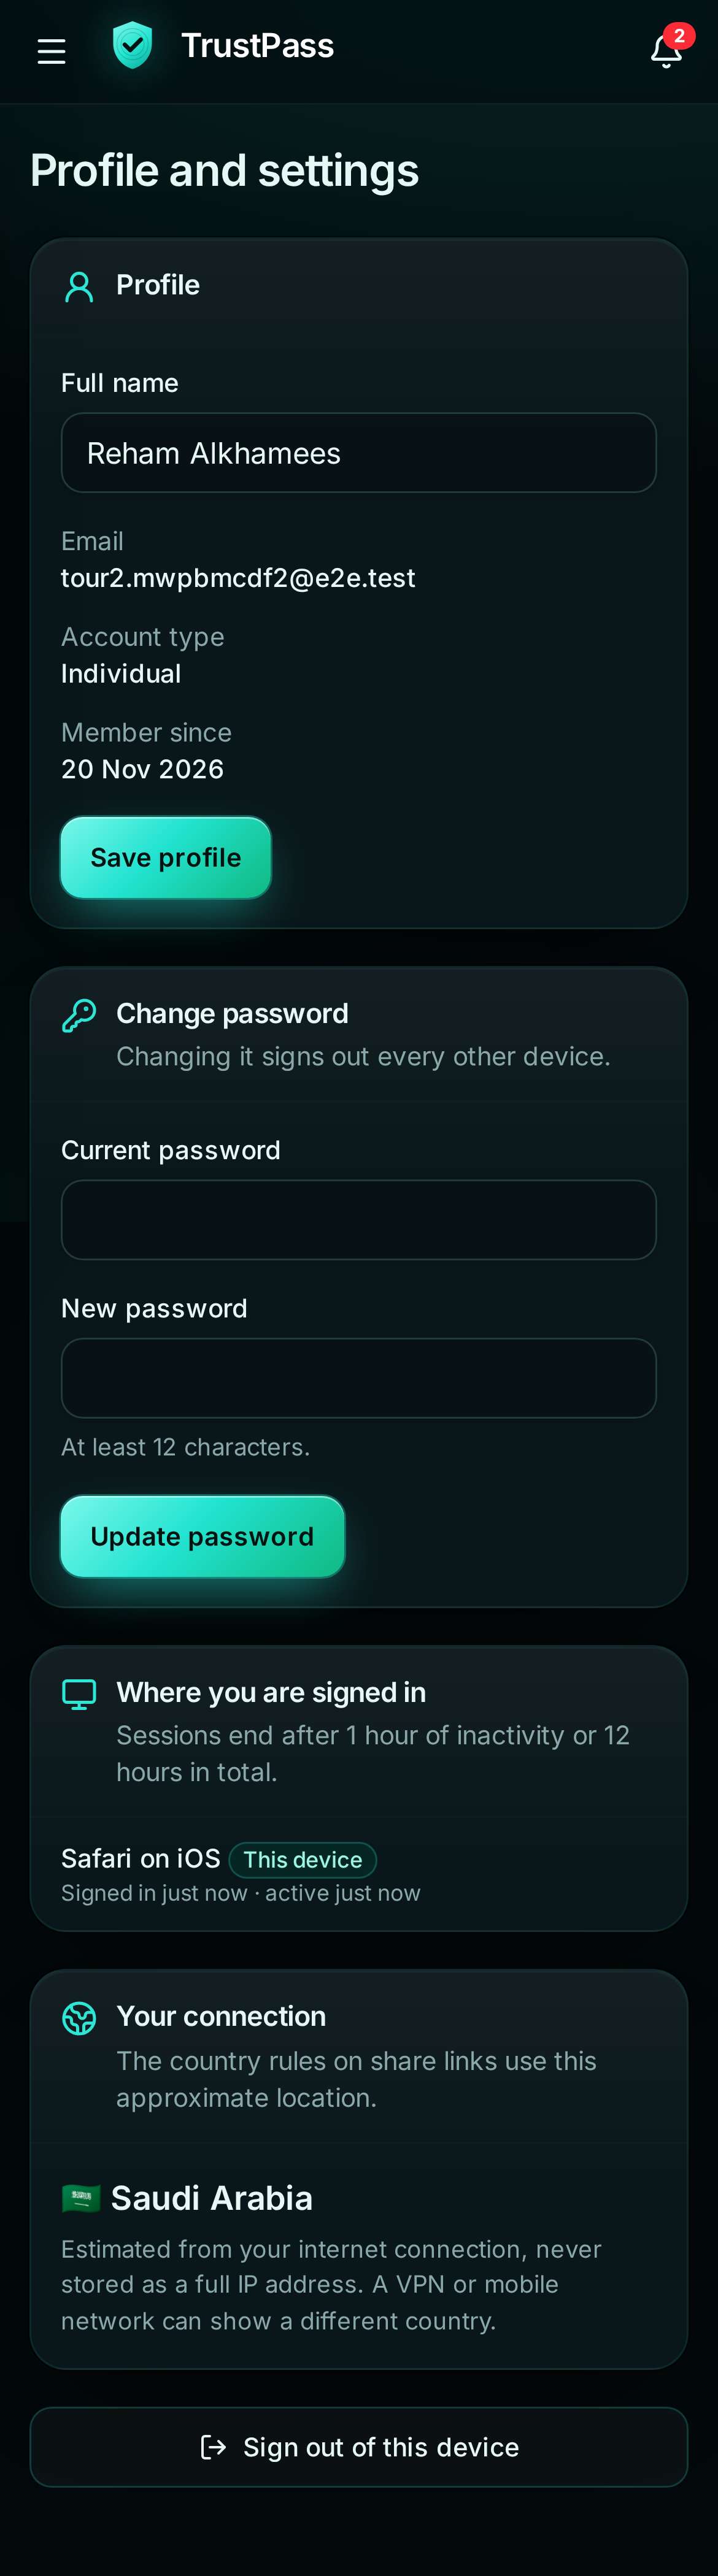 TrustPass
2
Profile and settings
Profile
Full name
Reham Alkhamees
Email
tour2.mwpbmcdf2@e2e.test
Account type
Individual
Member since
20 Nov 2026
Save profile
Change password
Changing it signs out every other device.
Current password
New password
At least 12 characters.
Update password
Where you are signed in
Sessions end after 1 hour of inactivity or 12
hours in total.
Safari on iOS This device
Signed in just now · active just now
Your connection
The country rules on share links use this
approximate location.
🇸🇦 Saudi Arabia
Estimated from your internet connection, never
stored as a full IP address. A VPN or mobile
network can show a different country.
Sign out of this device